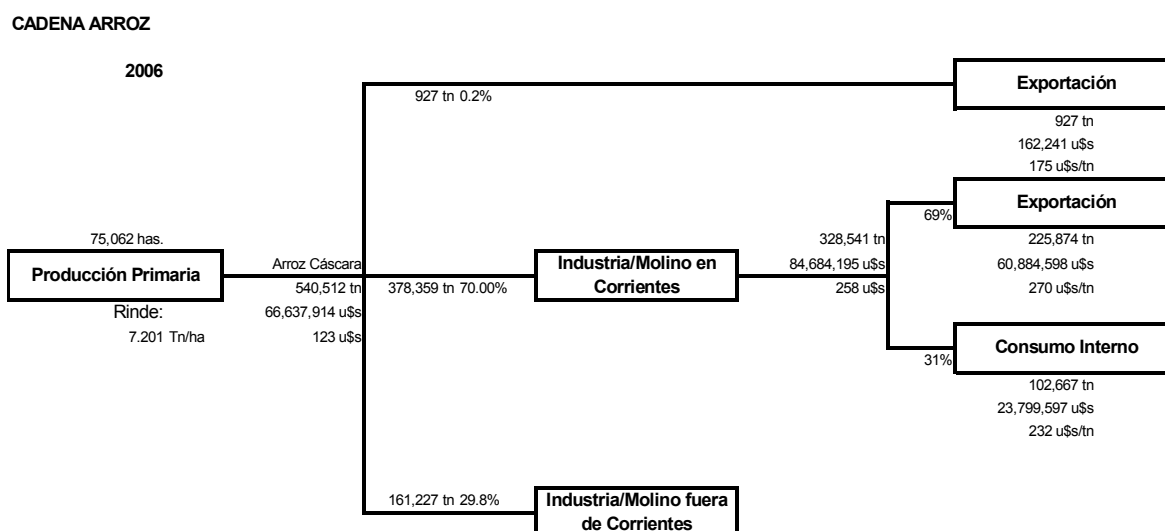 CADENA ARROZ
2006
927 tn 0.2%
Exportación
927 tn
162,241 u$s
175 u$s/tn
75,062 has.
Producción Primaria
Rinde:
7.201 Tn/ha
Arroz Cáscara
540,512 tn
66,637,914 u$s
123 u$s
378,359 tn 70.00%
Industria/Molino en
Corrientes
328,541 tn
84,684,195 u$s
258 u$s
69%
Exportación
225,874 tn
60,884,598 u$s
270 u$s/tn
31%
Consumo Interno
102,667 tn
23,799,597 u$s
232 u$s/tn
161,227 tn 29.8%
Industria/Molino fuera
de Corrientes